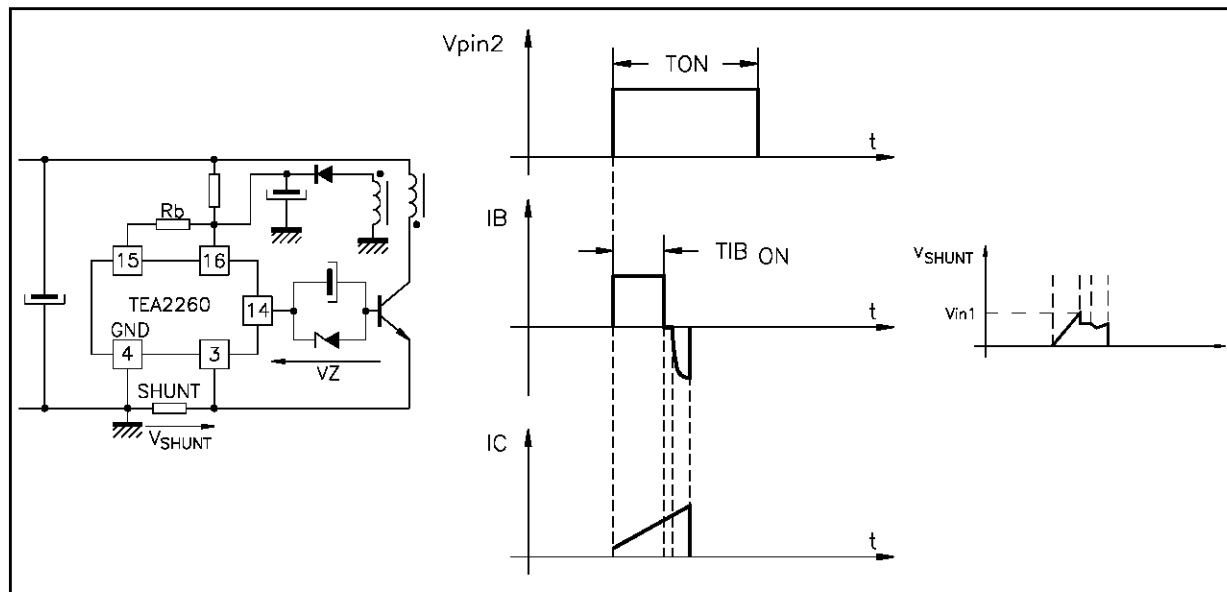 Vpin2
TON
t
Rb
15
16
TEA2260
14
GND
4
3
VZ
SHUNT
VSHUNT
IB
TIB ON
t
VSHUNT
Vin1
IC
t